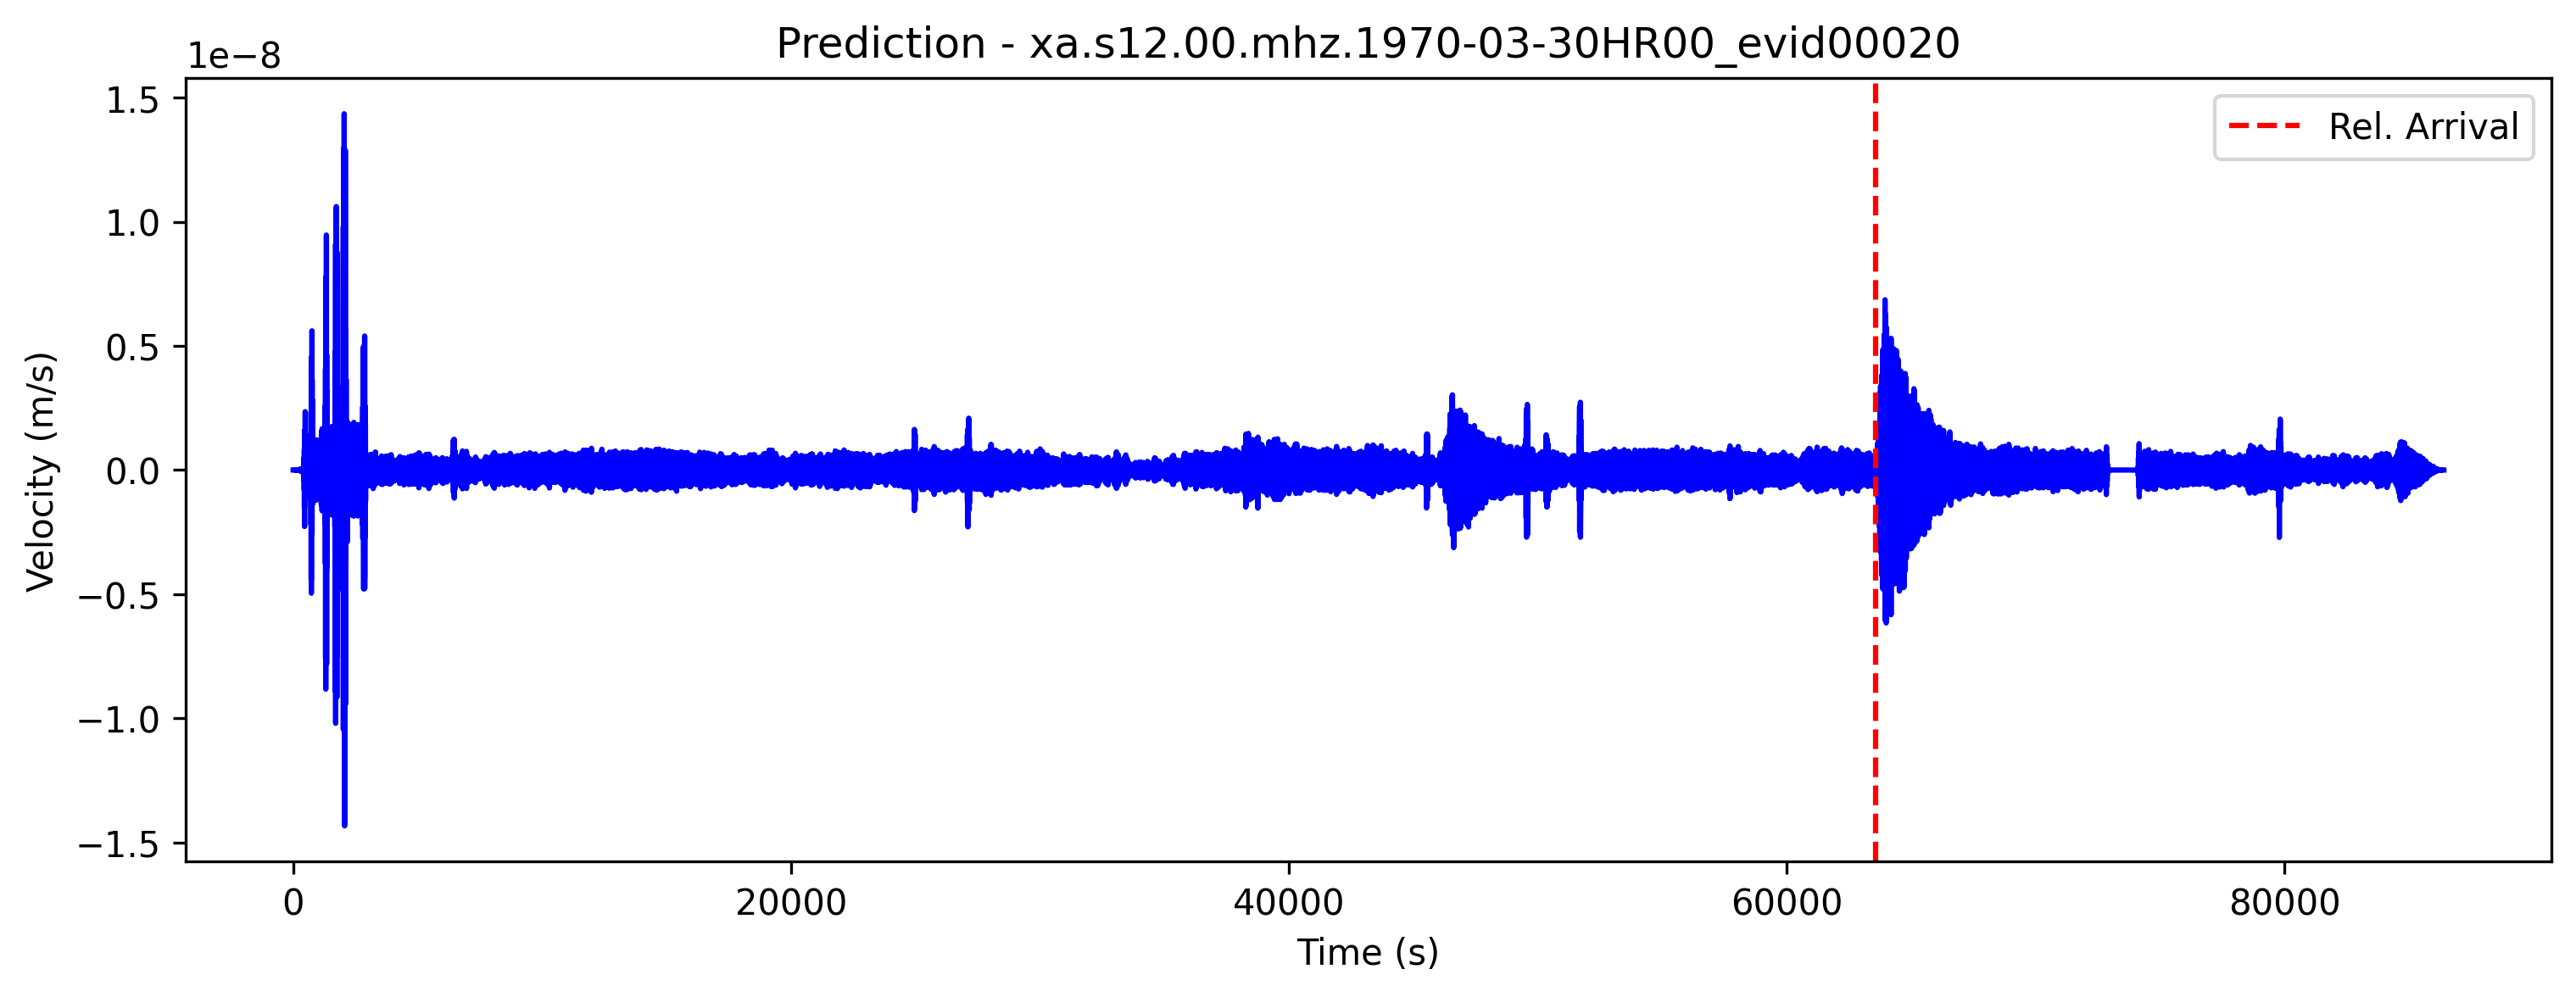 Prediction - xa.s12.00.mhz.1970-03-30HR00_evid00020
1e−8
Rel. Arrival
1.5
1.0
0.5
0.0
−0.5
−1.0
−1.5
Velocity (m/s)
0 20000 40000 60000 80000
Time (s)